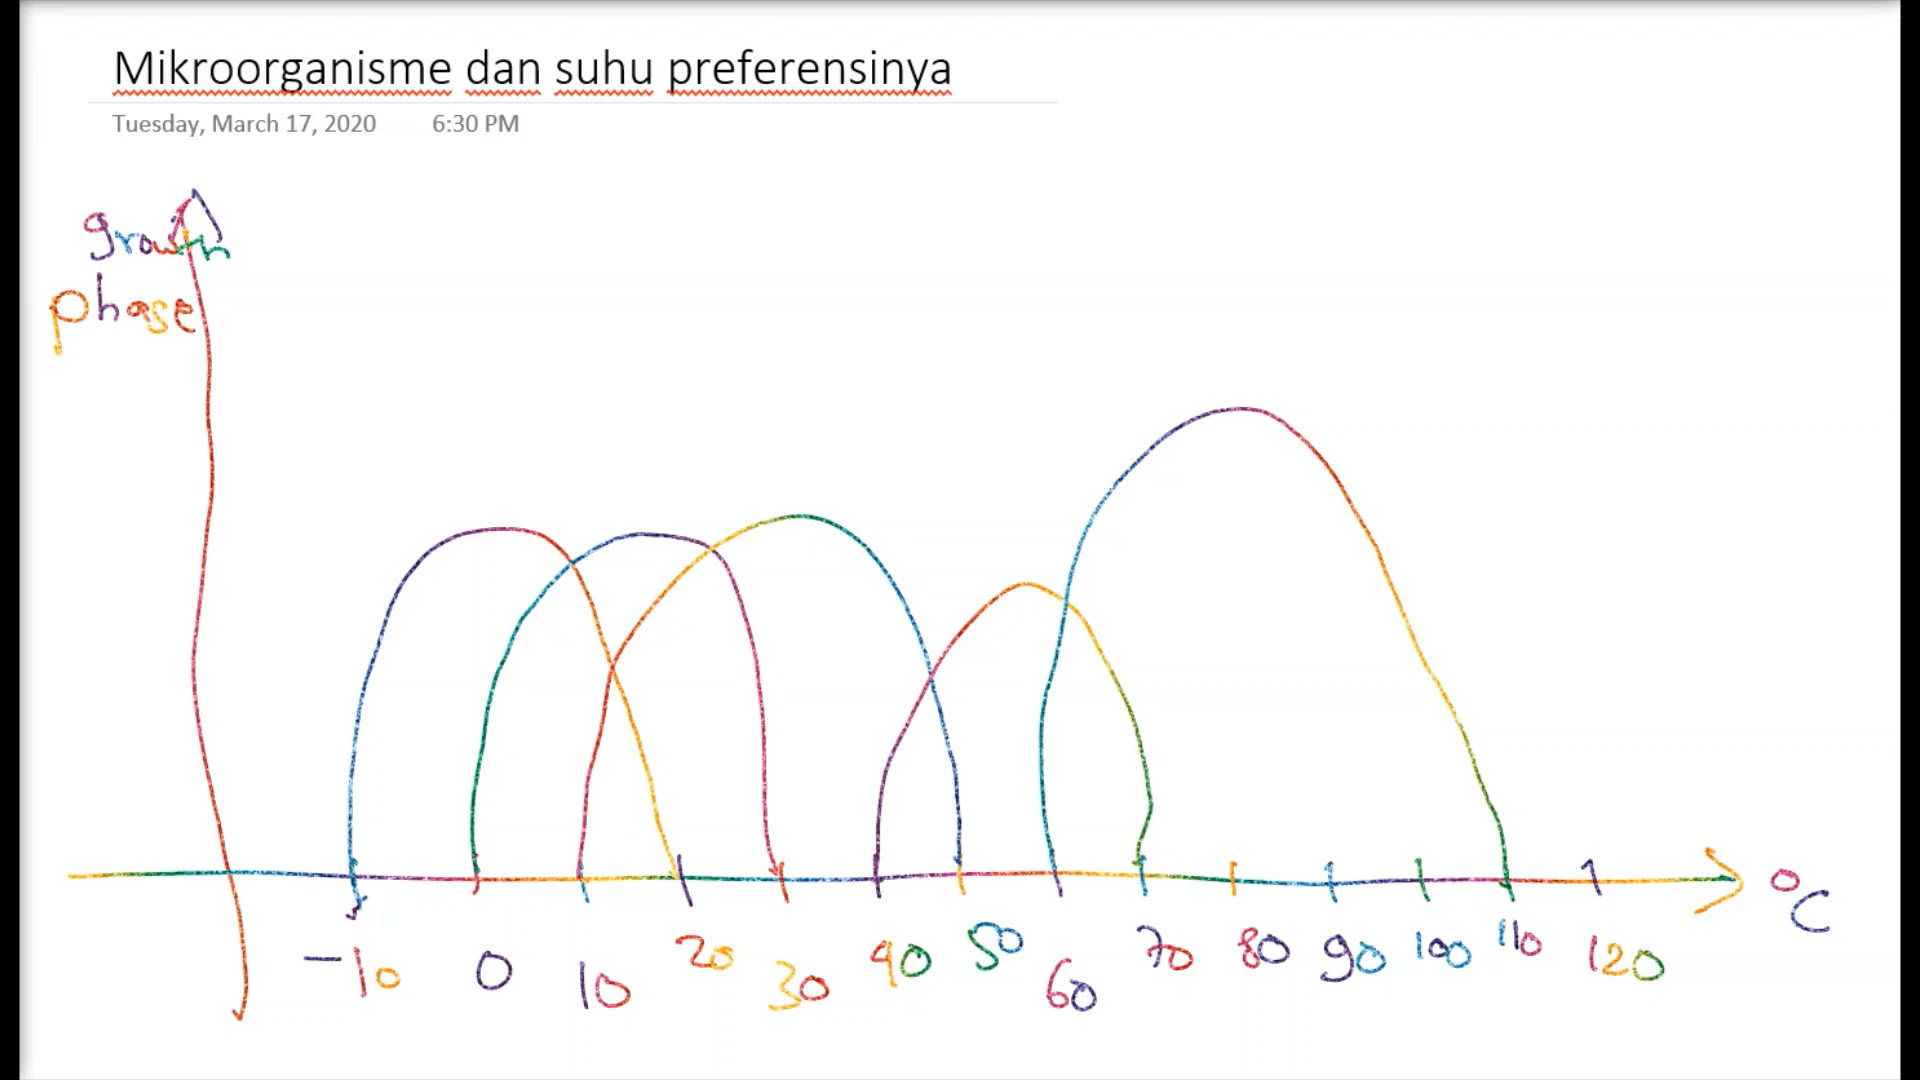 Mikroorganisme dan suhu preferensinya
Tuesday, March 17, 2020 6:30 PM
growth
phase
-10 0 10 20 30 40 50 60 70 80 90 100 110 120 °C